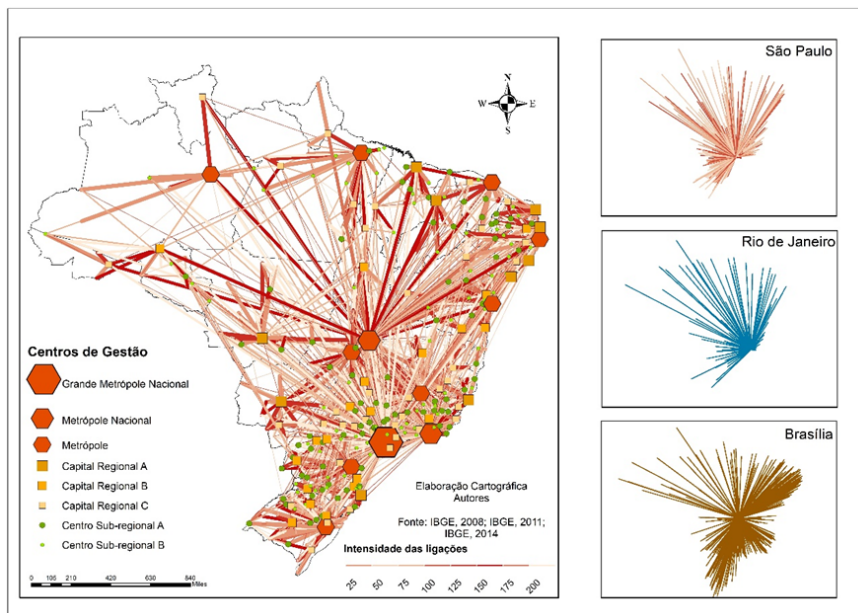 N
W E
S
Centros de Gestão
Grande Metrópole Nacional
Metrópole Nacional
Metrópole
Capital Regional A
Capital Regional B
Capital Regional C
Centro Sub-regional A
Centro Sub-regional B
0 105 210 420 630 840
Miles
Elaboração Cartográfica
Autores
Fonte: IBGE, 2008; IBGE, 2011;
IBGE, 2014
Intensidade das ligações
25 50 75 100 125 150 175 200
São Paulo
Rio de Janeiro
Brasília